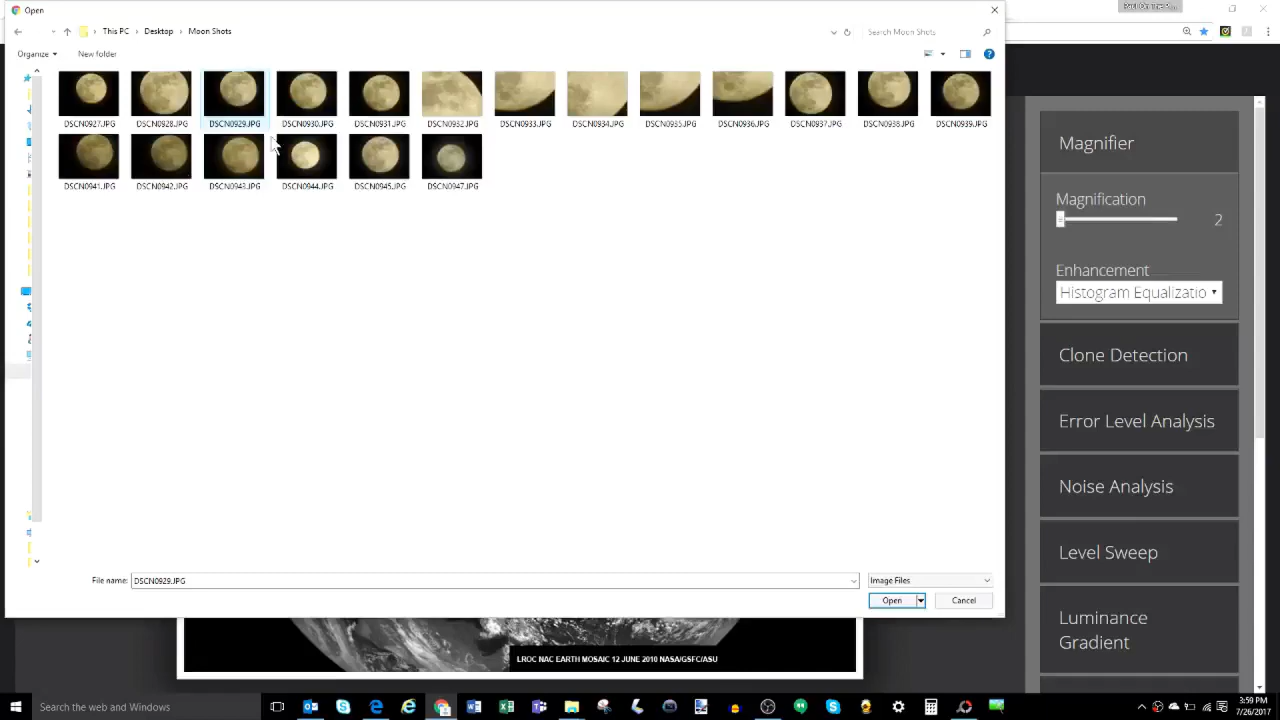 Open
This PC > Desktop > Moon Shots
Search Moon Shots
Organize
New folder
DSCN0927.JPG DSCN0928.JPG DSCN0929.JPG DSCN0930.JPG DSCN0931.JPG DSCN0932.JPG DSCN0933.JPG DSCN0934.JPG DSCN0935.JPG DSCN0936.JPG DSCN0937.JPG DSCN0938.JPG DSCN0939.JPG
DSCN0941.JPG DSCN0942.JPG DSCN0943.JPG DSCN0944.JPG DSCN0945.JPG DSCN0947.JPG
File name: DSCN0929.JPG
Image Files
Open
Cancel
Magnifier
Magnification
2
Enhancement
Histogram Equalizatio
Clone Detection
Error Level Analysis
Noise Analysis
Level Sweep
Luminance
Gradient
LROC NAC EARTH MOSAIC 12 JUNE 2010 NASA/GSFC/ASU
Search the web and Windows
3:59 PM
7/26/2017